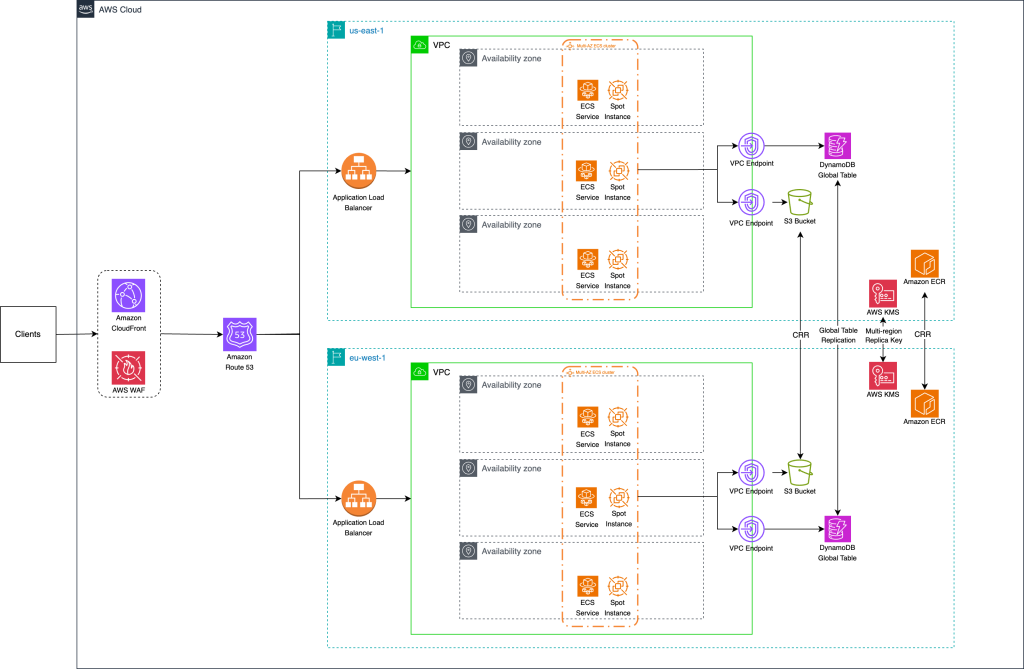 aws
AWS Cloud
us-east-1
VPC
Multi-AZ ECS cluster
Availability zone
ECS
Service
Spot
Instance
Availability zone
ECS
Service
Spot
Instance
Availability zone
ECS
Service
Spot
Instance
Application Load
Balancer
VPC Endpoint
DynamoDB
Global Table
VPC Endpoint
S3 Bucket
Amazon ECR
AWS KMS
Amazon
CloudFront
Clients
53
Amazon
Route 53
AWS WAF
CRR
Global Table
Replication
Multi-region
Replica Key
CRR
AWS KMS
Amazon ECR
eu-west-1
VPC
Multi-AZ ECS cluster
Availability zone
ECS
Service
Spot
Instance
Availability zone
ECS
Service
Spot
Instance
Availability zone
ECS
Service
Spot
Instance
Application Load
Balancer
VPC Endpoint
S3 Bucket
VPC Endpoint
DynamoDB
Global Table